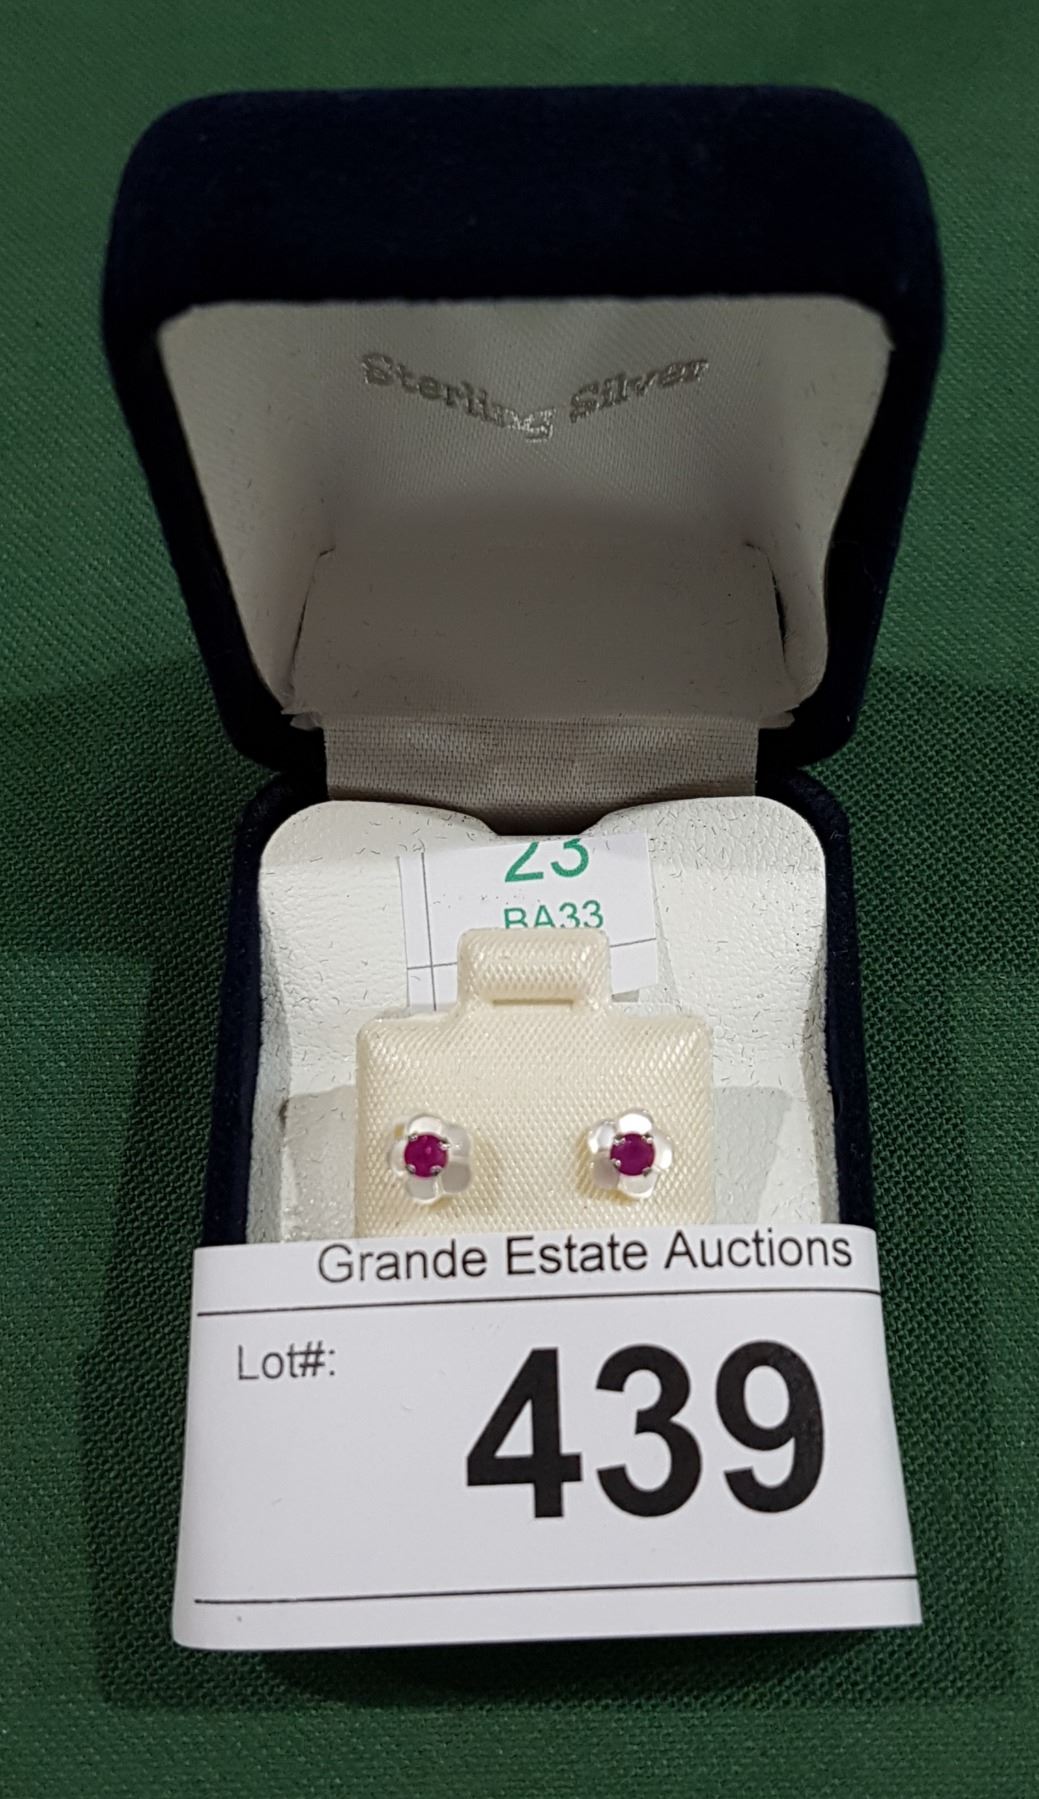 Sterling Silver
23
BA33
Grande Estate Auctions
Lot#:
439